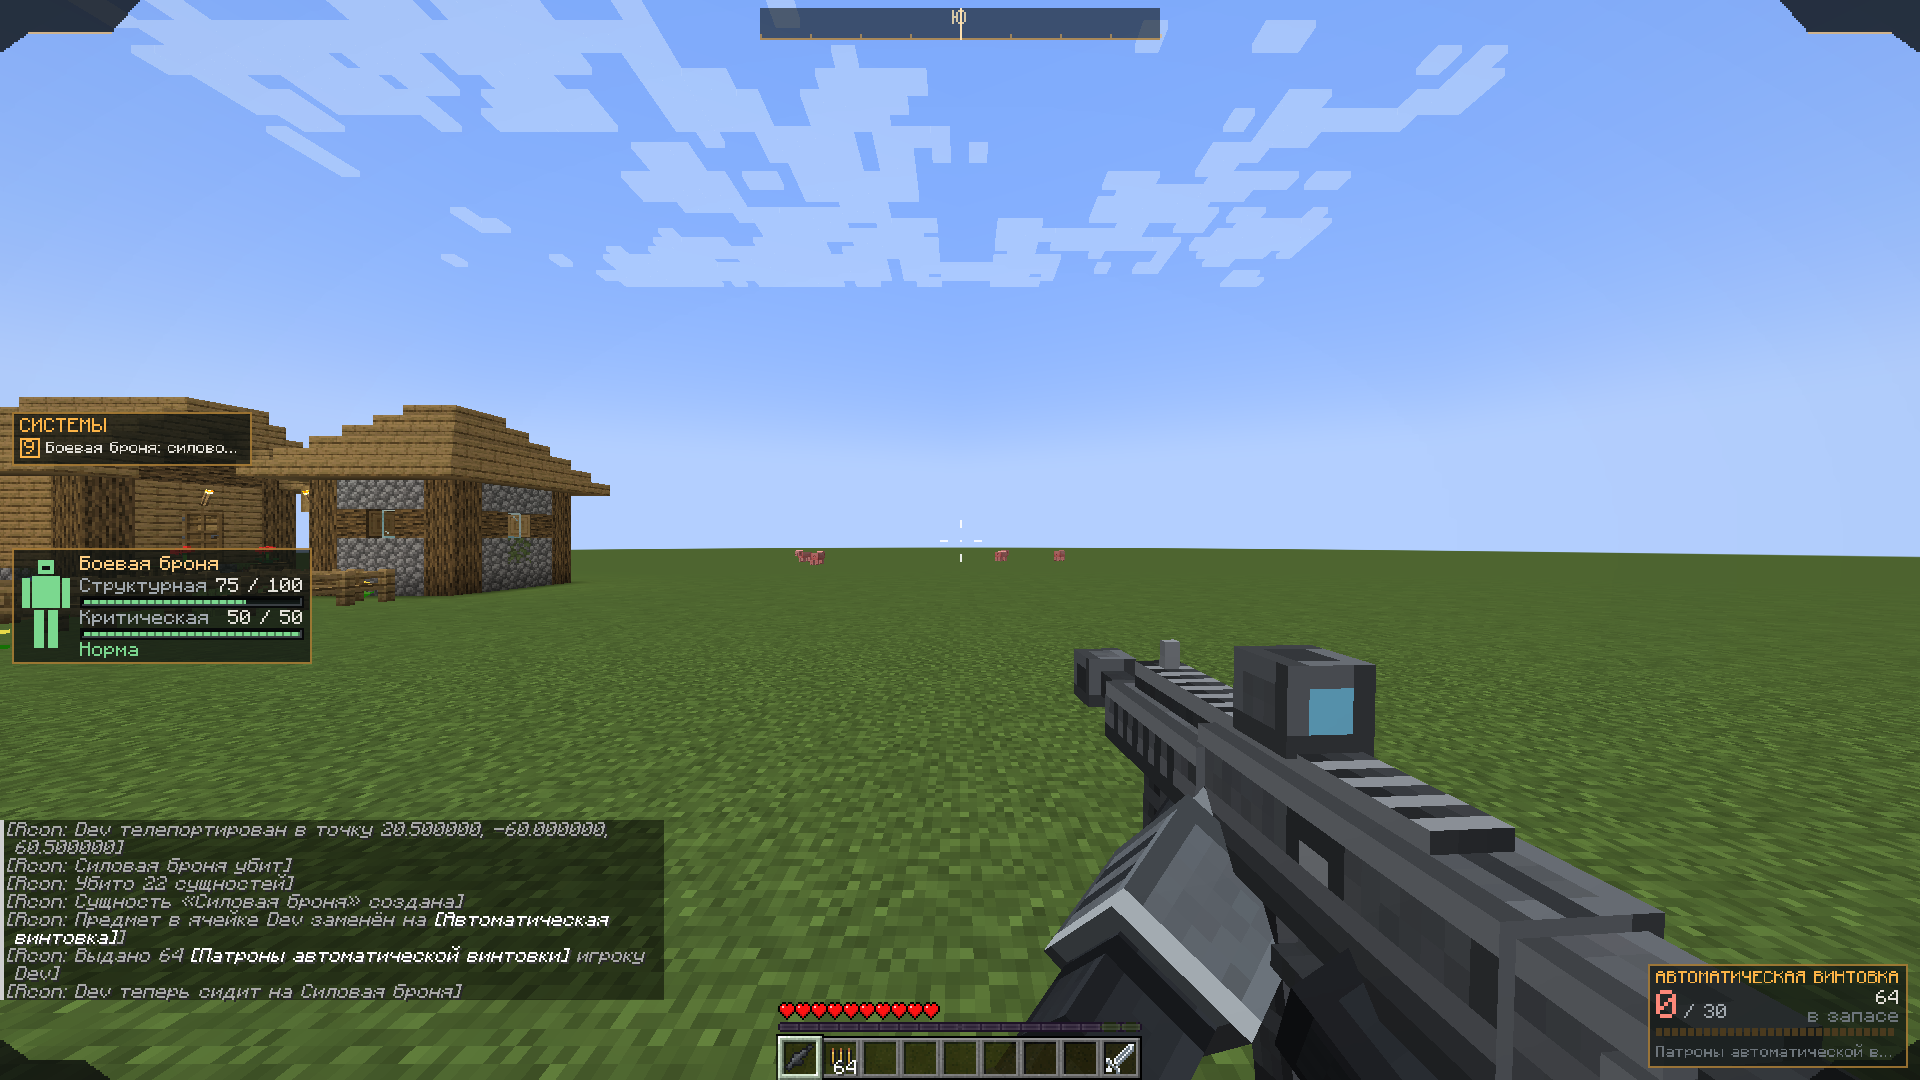 Ю
СИСТЕМЫ
9 Боевая броня: силово...
Боевая броня
Структурная 75 / 100
Критическая 50 / 50
Норма
[Rcon: Dev телепортирован в точку 20.500000, -60.000000,
60.500000]
[Rcon: Силовая броня убит]
[Rcon: Убито 22 сущностей]
[Rcon: Сущность «Силовая броня» создана]
[Rcon: Предмет в ячейке Dev заменён на [Автоматическая
винтовка]]
[Rcon: Выдано 64 [Патроны автоматической винтовки] игроку
Dev]
[Rcon: Dev теперь сидит на Силовая броня]
64
АВТОМАТИЧЕСКАЯ ВИНТОВКА
64
0 / 30
в запасе
Патроны автоматической в...